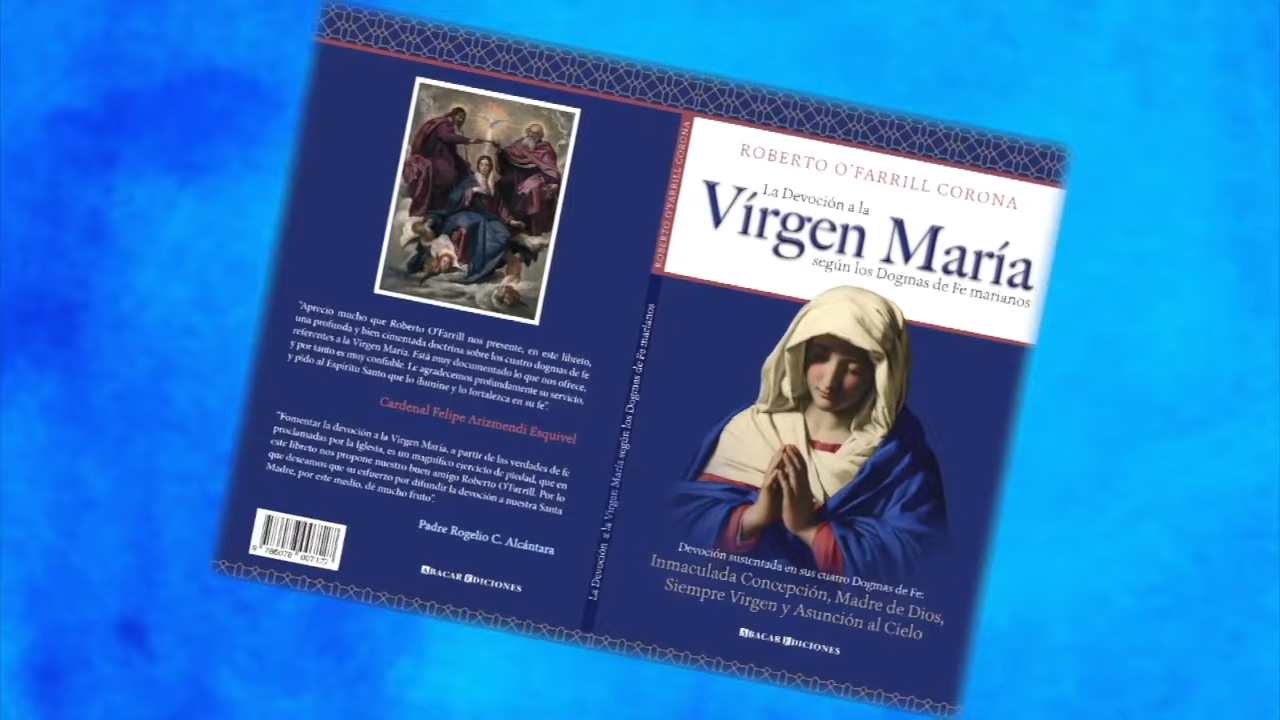 "Aprecio mucho que Roberto O'Farrill nos presente, en este libreto,
una profunda y bien cimentada doctrina sobre los cuatro dogmas de fe
referentes a la Virgen María. Está muy documentado lo que nos ofrece,
y por tanto es muy confiable. Le agradecemos profundamente su servicio,
y pido al Espíritu Santo que lo ilumine y lo fortalezca en su fe".
Cardenal Felipe Arizmendi Esquivel
"Fomentar la devoción a la Virgen María, a partir de las verdades de fe
proclamadas por la Iglesia, es un magnífico ejercicio de piedad, que en
este libreto nos propone nuestro buen amigo Roberto O'Farrill. Por lo
que deseamos que su esfuerzo por difundir la devoción a nuestra Santa
Madre, por este medio, dé mucho fruto".
Padre Rogelio C. Alcántara
ABACAR EDICIONES
ROBERTO O'FARRILL CORONA
La Devoción a la Virgen María según los Dogmas de Fe marianos
ROBERTO O'FARRILL CORONA
La Devoción a la
Vírgen María
según los Dogmas de Fe marianos
Devoción sustentada en sus cuatro Dogmas de Fe:
Inmaculada Concepción, Madre de Dios,
Siempre Virgen y Asunción al Cielo
ABACAR EDICIONES